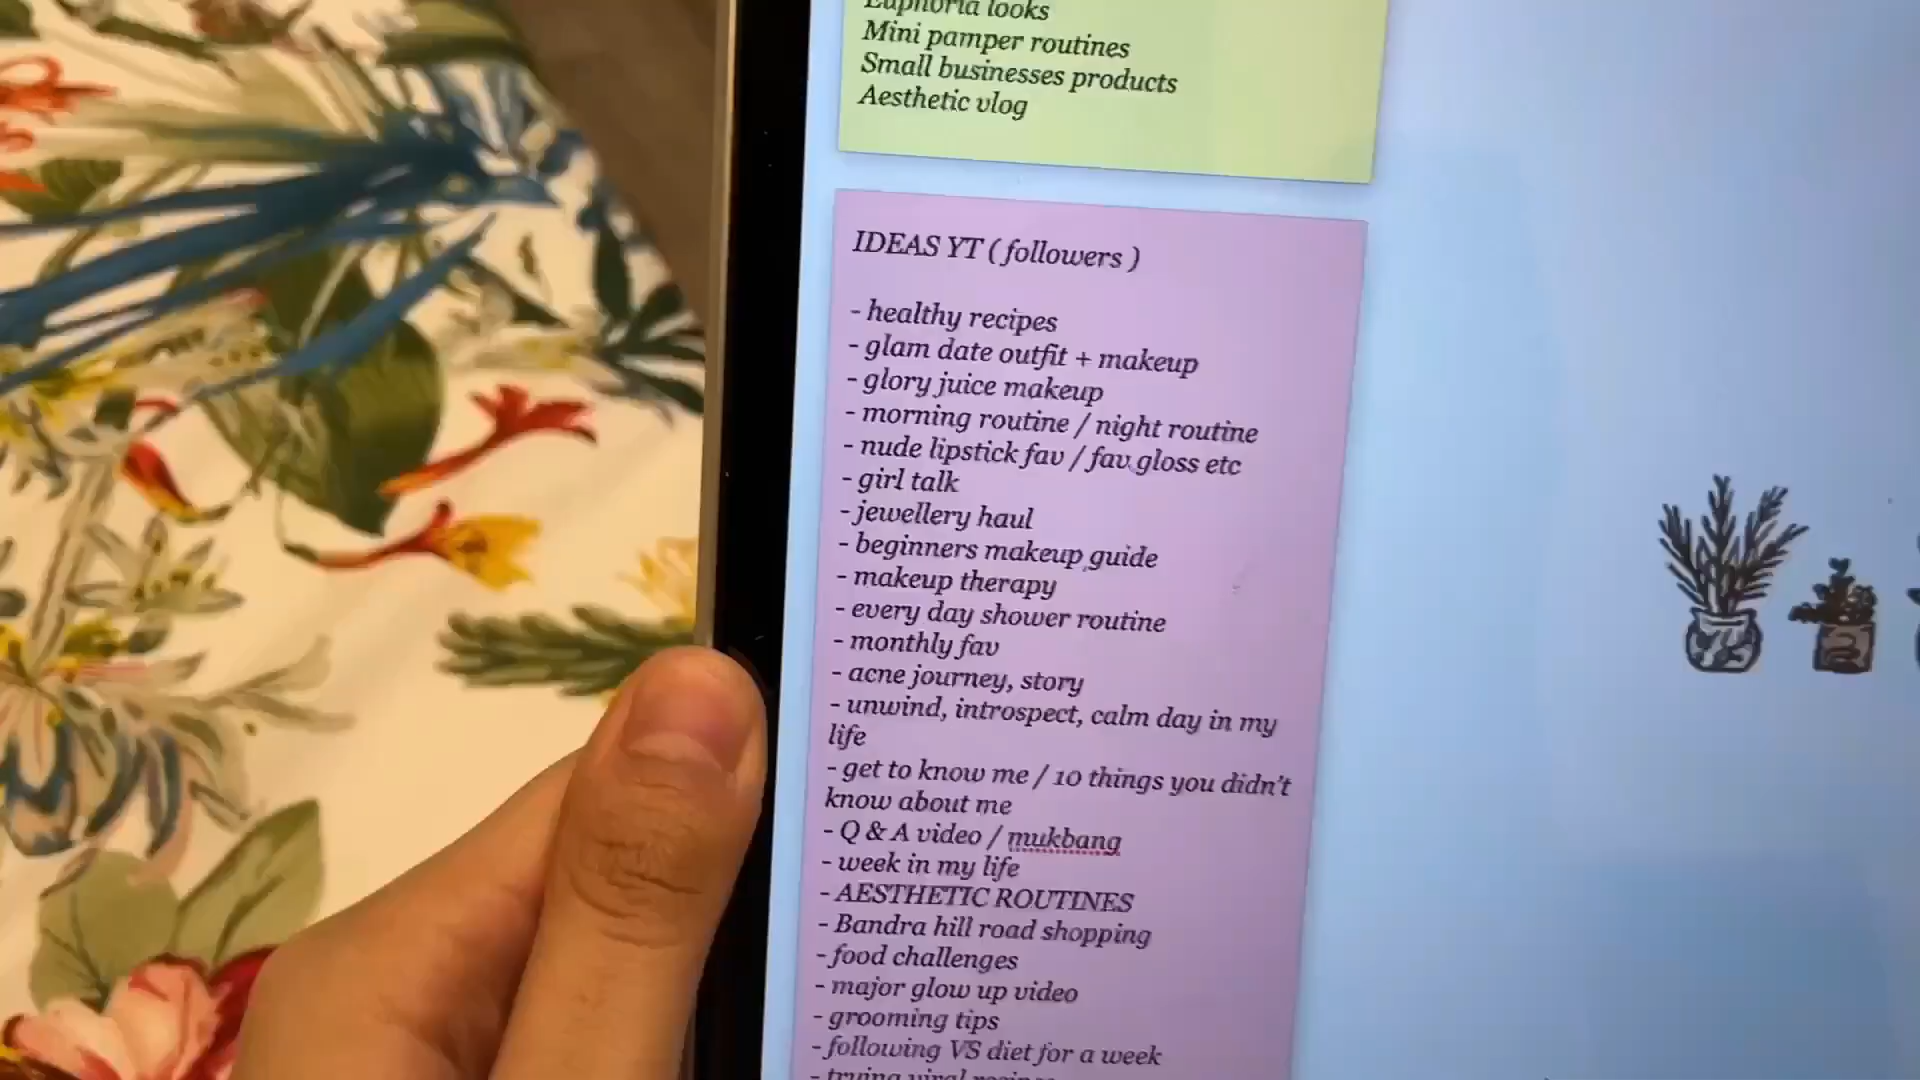 Euphoria looks
Mini pamper routines
Small businesses products
Aesthetic vlog
IDEAS YT ( followers )
- healthy recipes
- glam date outfit + makeup
- glory juice makeup
- morning routine / night routine
- nude lipstick fav / fav gloss etc
- girl talk
- jewellery haul
- beginners makeup guide
- makeup therapy
- every day shower routine
- monthly fav
- acne journey, story
- unwind, introspect, calm day in my
life
- get to know me / 10 things you didn't
know about me
- Q & A video / mukbang
- week in my life
- AESTHETIC ROUTINES
- Bandra hill road shopping
- food challenges
- major glow up video
- grooming tips
- following VS diet for a week
- trying viral